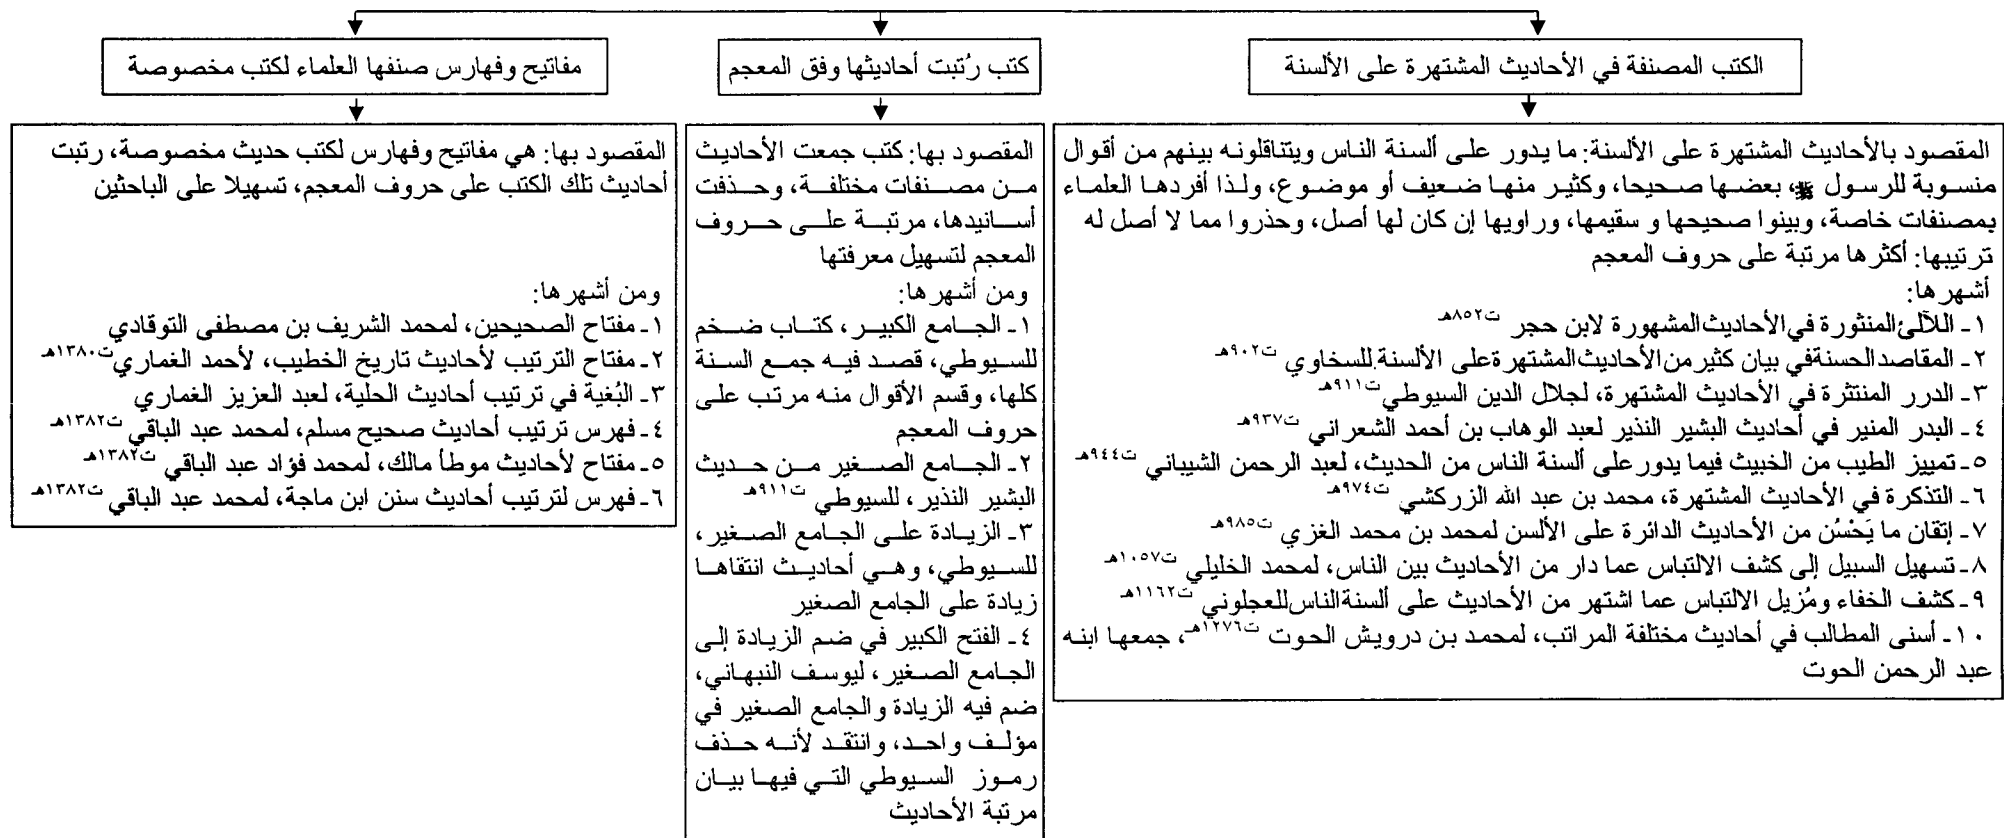 الكتب المصنفة في الأحاديث المشتهرة على الألسنة
المقصود بالأحاديث المشتهرة على الألسنة: ما يدور على ألسنة الناس ويتناقلونه بينهم من أقوال
منسوبة للرسول ﷺ، بعضها صحيحا، وكثير منها ضعيف أو موضوع، ولذا أفردها العلماء
بمصنفات خاصة، وبينوا صحيحها و سقيمها، وراويها إن كان لها أصل، وحذروا مما لا أصل له
ترتيبها: أكثرها مرتبة على حروف المعجم
أشهرها:
١- اللآلئ المنثورة في الأحاديث المشهورة لابن حجر ت٨٥٢هـ
٢- المقاصد الحسنة في بيان كثير من الأحاديث المشتهرة على الألسنة للسخاوي ت٩٠٢هـ
٣- الدرر المنتثرة في الأحاديث المشتهرة، لجلال الدين السيوطي ت٩١١هـ
٤- البدر المنير في أحاديث البشير النذير لعبد الوهاب بن أحمد الشعراني ت٩٣٧هـ
٥- تمييز الطيب من الخبيث فيما يدور على ألسنة الناس من الحديث، لعبد الرحمن الشيباني ت٩٤٤هـ
٦- التذكرة في الأحاديث المشتهرة، محمد بن عبد الله الزركشي ت٩٧٤هـ
٧- إتقان ما يَحْسُن من الأحاديث الدائرة على الألسن لمحمد بن محمد الغزي ت٩٨٥هـ
٨- تسهيل السبيل إلى كشف الالتباس عما دار من الأحاديث بين الناس، لمحمد الخليلي ت١٠٥٧هـ
٩- كشف الخفاء ومُزيل الالتباس عما اشتهر من الأحاديث على ألسنة الناس للعجلوني ت١١٦٢هـ
١٠- أسنى المطالب في أحاديث مختلفة المراتب، لمحمد بن درويش الحوت ت١٢٧٦هـ، جمعها ابنه
عبد الرحمن الحوت
كتب رُتبت أحاديثها وفق المعجم
المقصود بها: كتب جمعت الأحاديث
من مصنفات مختلفة، وحذفت
أسانيدها، مرتبة على حروف
المعجم لتسهيل معرفتها
ومن أشهرها:
١- الجامع الكبير، كتاب ضخم
للسيوطي، قصد فيه جمع السنة
كلها، وقسم الأقوال منه مرتب على
حروف المعجم
٢- الجامع الصغير من حديث
البشير النذير، للسيوطي ت٩١١هـ
٣- الزيادة على الجامع الصغير،
للسيوطي، وهي أحاديث انتقاها
زيادة على الجامع الصغير
٤- الفتح الكبير في ضم الزيادة إلى
الجامع الصغير، ليوسف النبهاني،
ضم فيه الزيادة والجامع الصغير في
مؤلف واحد، وانتقد لأنه حذف
رموز السيوطي التي فيها بيان
مرتبة الأحاديث
مفاتيح وفهارس صنفها العلماء لكتب مخصوصة
المقصود بها: هي مفاتيح وفهارس لكتب حديث مخصوصة، رتبت
أحاديث تلك الكتب على حروف المعجم، تسهيلا على الباحثين
ومن أشهرها:
١- مفتاح الصحيحين، لمحمد الشريف بن مصطفى التوقادي
٢- مفتاح الترتيب لأحاديث تاريخ الخطيب، لأحمد الغماري ت١٣٨٠هـ
٣- البُغية في ترتيب أحاديث الحلية، لعبد العزيز الغماري
٤- فهرس ترتيب أحاديث صحيح مسلم، لمحمد عبد الباقي ت١٣٨٢هـ
٥- مفتاح لأحاديث موطأ مالك، لمحمد فؤاد عبد الباقي ت١٣٨٢هـ
٦- فهرس لترتيب أحاديث سنن ابن ماجة، لمحمد عبد الباقي ت١٣٨٢هـ